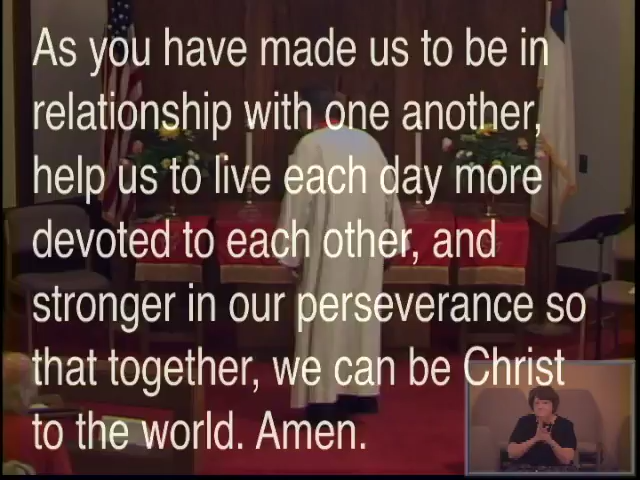 As you have made us to be in
relationship with one another,
help us to live each day more
devoted to each other, and
stronger in our perseverance so
that together, we can be Christ
to the world. Amen.